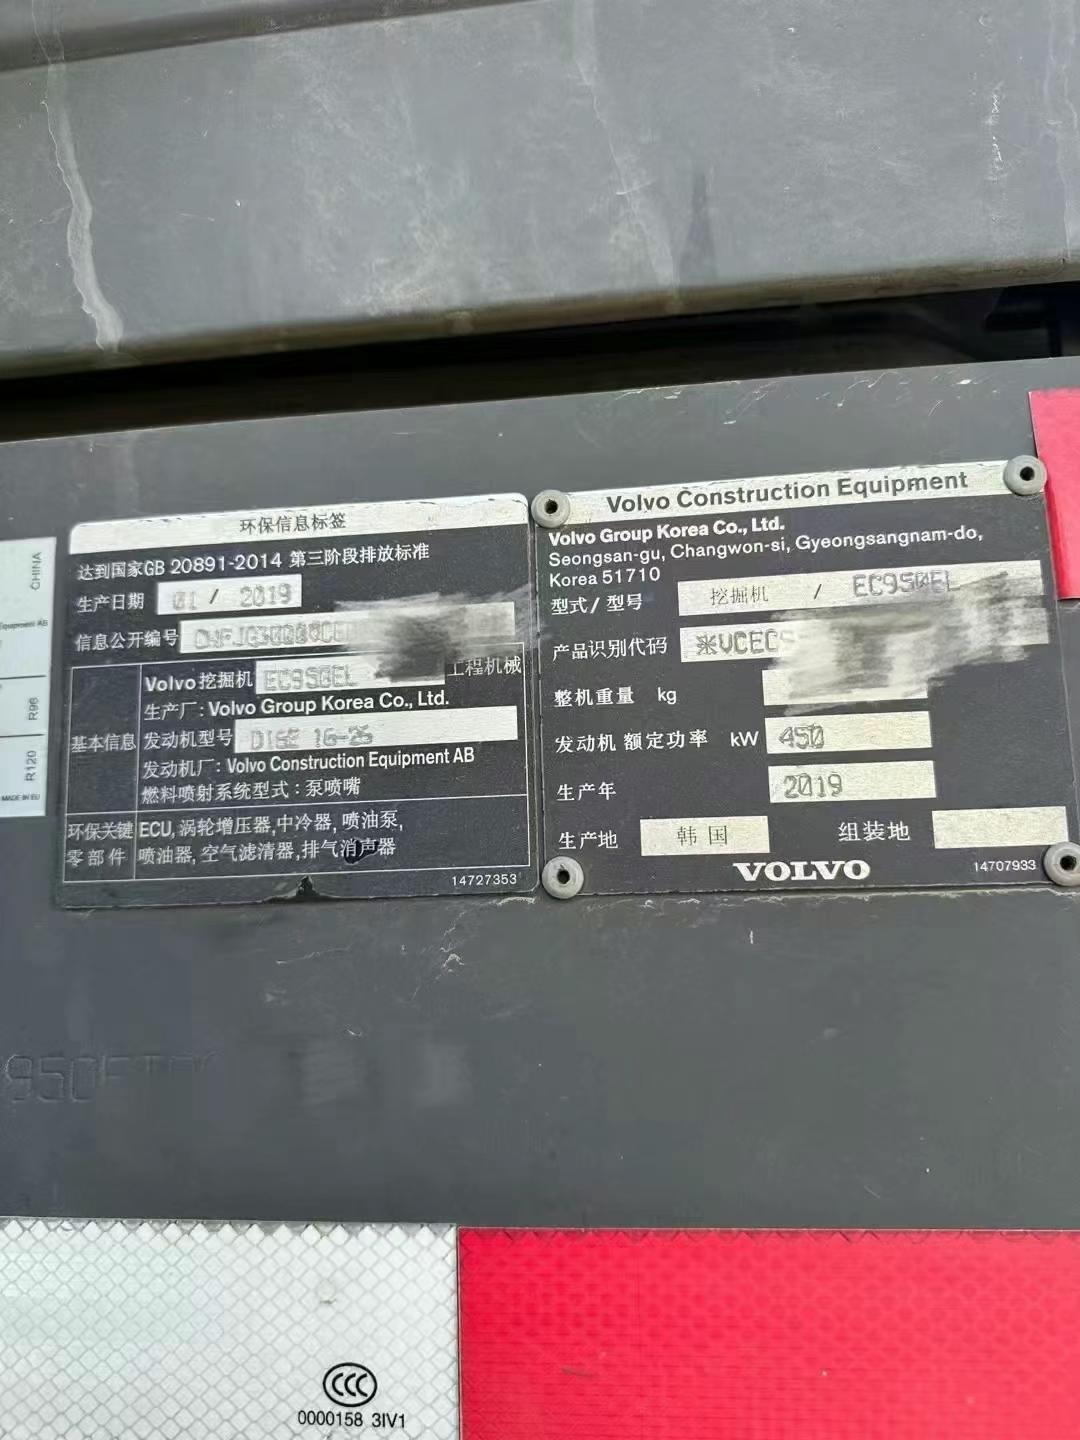 CHINA
Equipment AB
R96
R120
MADE IN EU
环保信息标签
达到国家GB 20891-2014 第三阶段排放标准
生产日期 01 / 2019
信息公开编号
基本信息
Volvo挖掘机 EC950EL 工程机械
生产厂: Volvo Group Korea Co., Ltd.
发动机型号 D16E 16-26
发动机厂: Volvo Construction Equipment AB
燃料喷射系统型式: 泵喷嘴
环保关键
零部件
ECU, 涡轮增压器,中冷器, 喷油泵,
喷油器, 空气滤清器,排气消声器
14727353
Volvo Construction Equipment
Volvo Group Korea Co., Ltd.
Seongsan-gu, Changwon-si, Gyeongsangnam-do,
Korea 51710
型式/ 型号 挖掘机 / EC950EL
产品识别代码 *VCEC
整机重量 kg
发动机 额定功率 kW 450
生产年 2019
生产地 韩国 组装地
VOLVO
14707933
CCC
0000158 3IV1